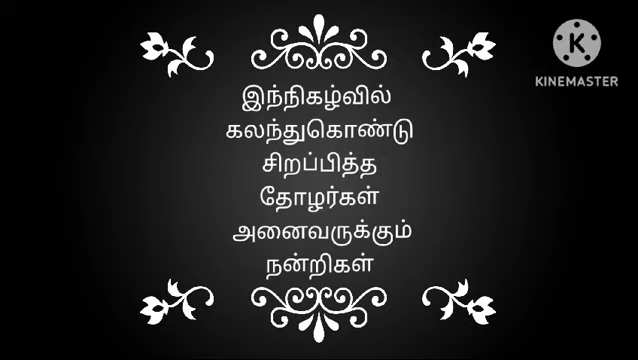 KINEMASTER
இந்நிகழ்வில்
கலந்துகொண்டு
சிறப்பித்த
தோழர்கள்
அனைவருக்கும்
நன்றிகள்